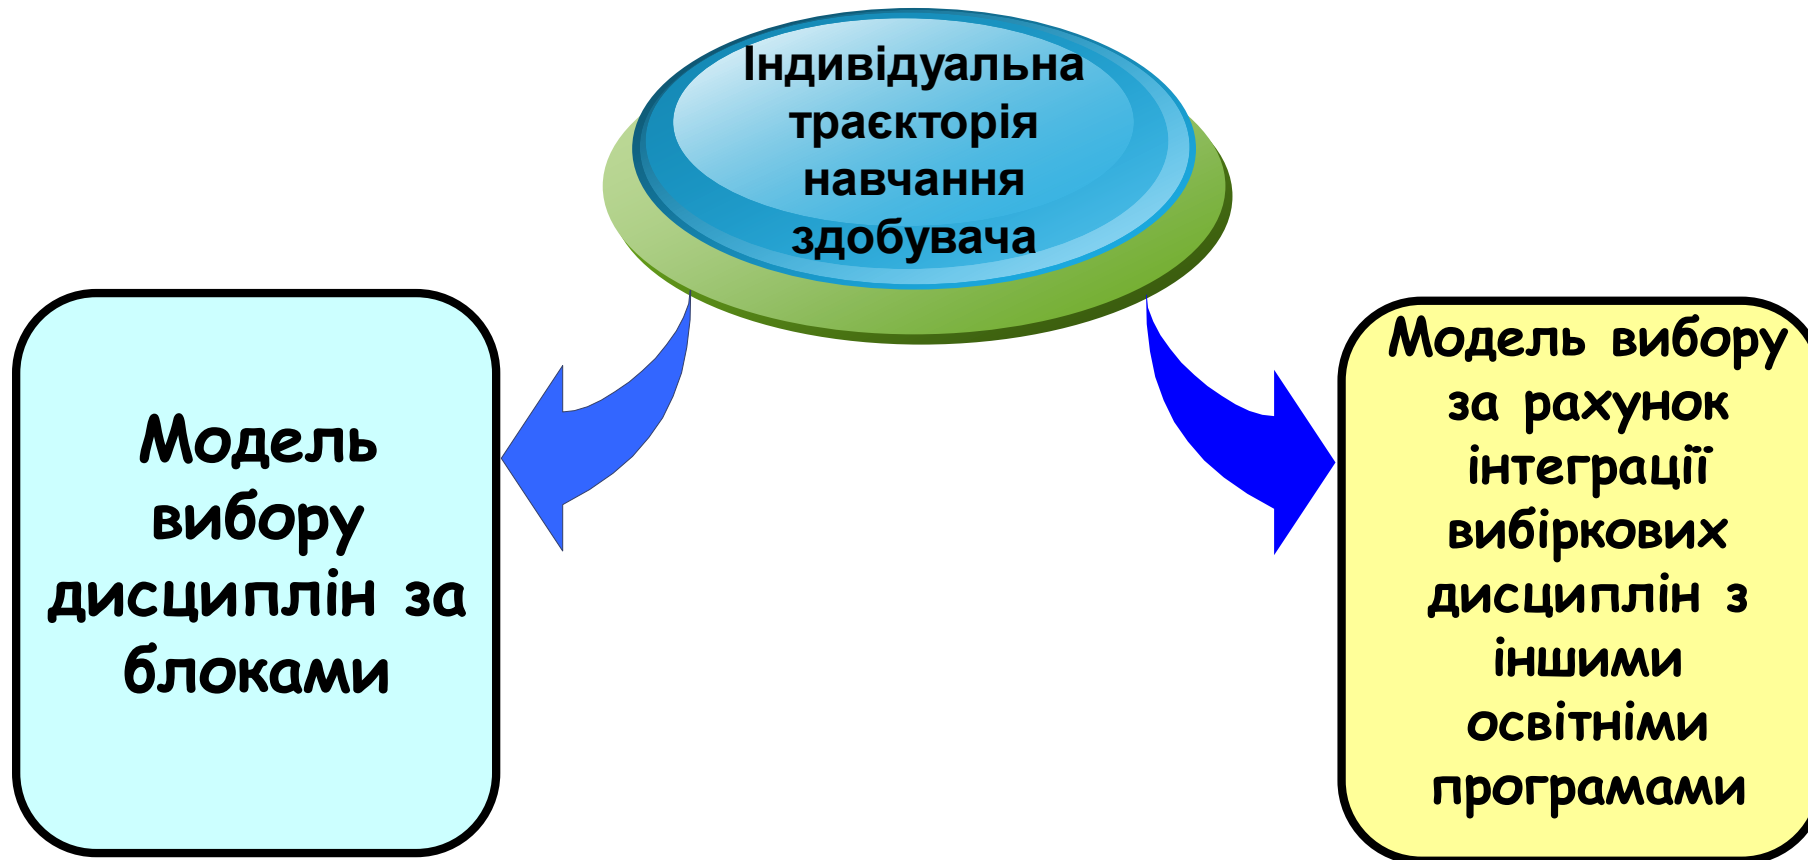 Індивідуальна
траєкторія
навчання
здобувача
Модель
вибору
дисциплін за
блоками
Модель вибору
за рахунок
інтеграції
вибіркових
дисциплін з
іншими
освітніми
програмами